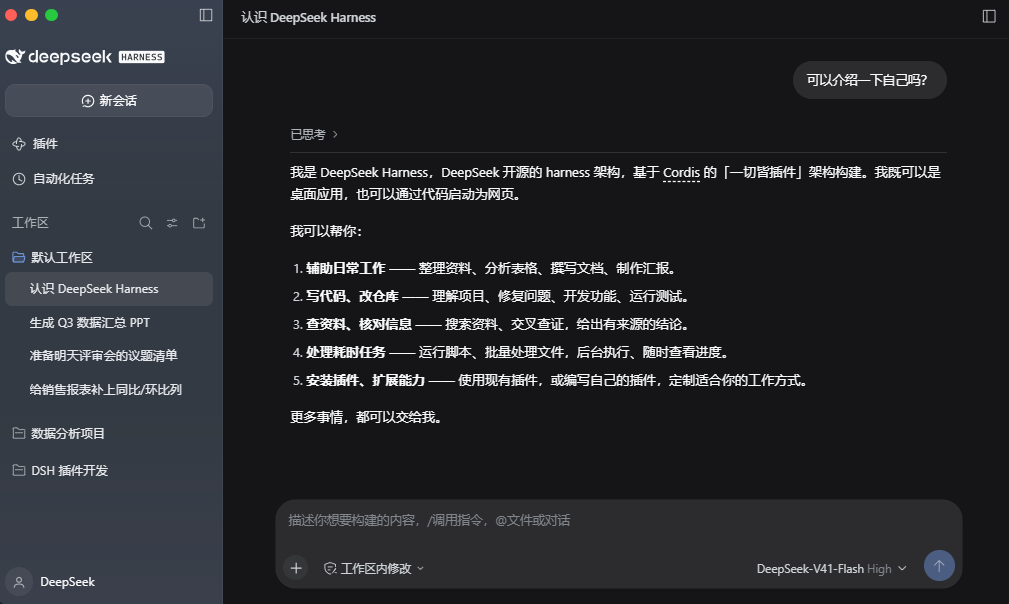 认识 DeepSeek Harness
deepseek HARNESS
新会话
插件
自动化任务
工作区
默认工作区
认识 DeepSeek Harness
生成 Q3 数据汇总 PPT
准备明天评审会的议题清单
给销售报表补上同比/环比列
数据分析项目
DSH 插件开发
DeepSeek
可以介绍一下自己吗?
已思考
我是 DeepSeek Harness，DeepSeek 开源的 harness 架构，基于 Cordis 的「一切皆插件」架构构建。我既可以是
桌面应用，也可以通过代码启动为网页。
我可以帮你：
1. 辅助日常工作 —— 整理资料、分析表格、撰写文档、制作汇报。
2. 写代码、改仓库 —— 理解项目、修复问题、开发功能、运行测试。
3. 查资料、核对信息 —— 搜索资料、交叉查证，给出有来源的结论。
4. 处理耗时任务 —— 运行脚本、批量处理文件，后台执行、随时查看进度。
5. 安装插件、扩展能力 —— 使用现有插件，或编写自己的插件，定制适合你的工作方式。
更多事情，都可以交给我。
描述你想要构建的内容，/调用指令，@文件或对话
工作区内修改
DeepSeek-V41-Flash High